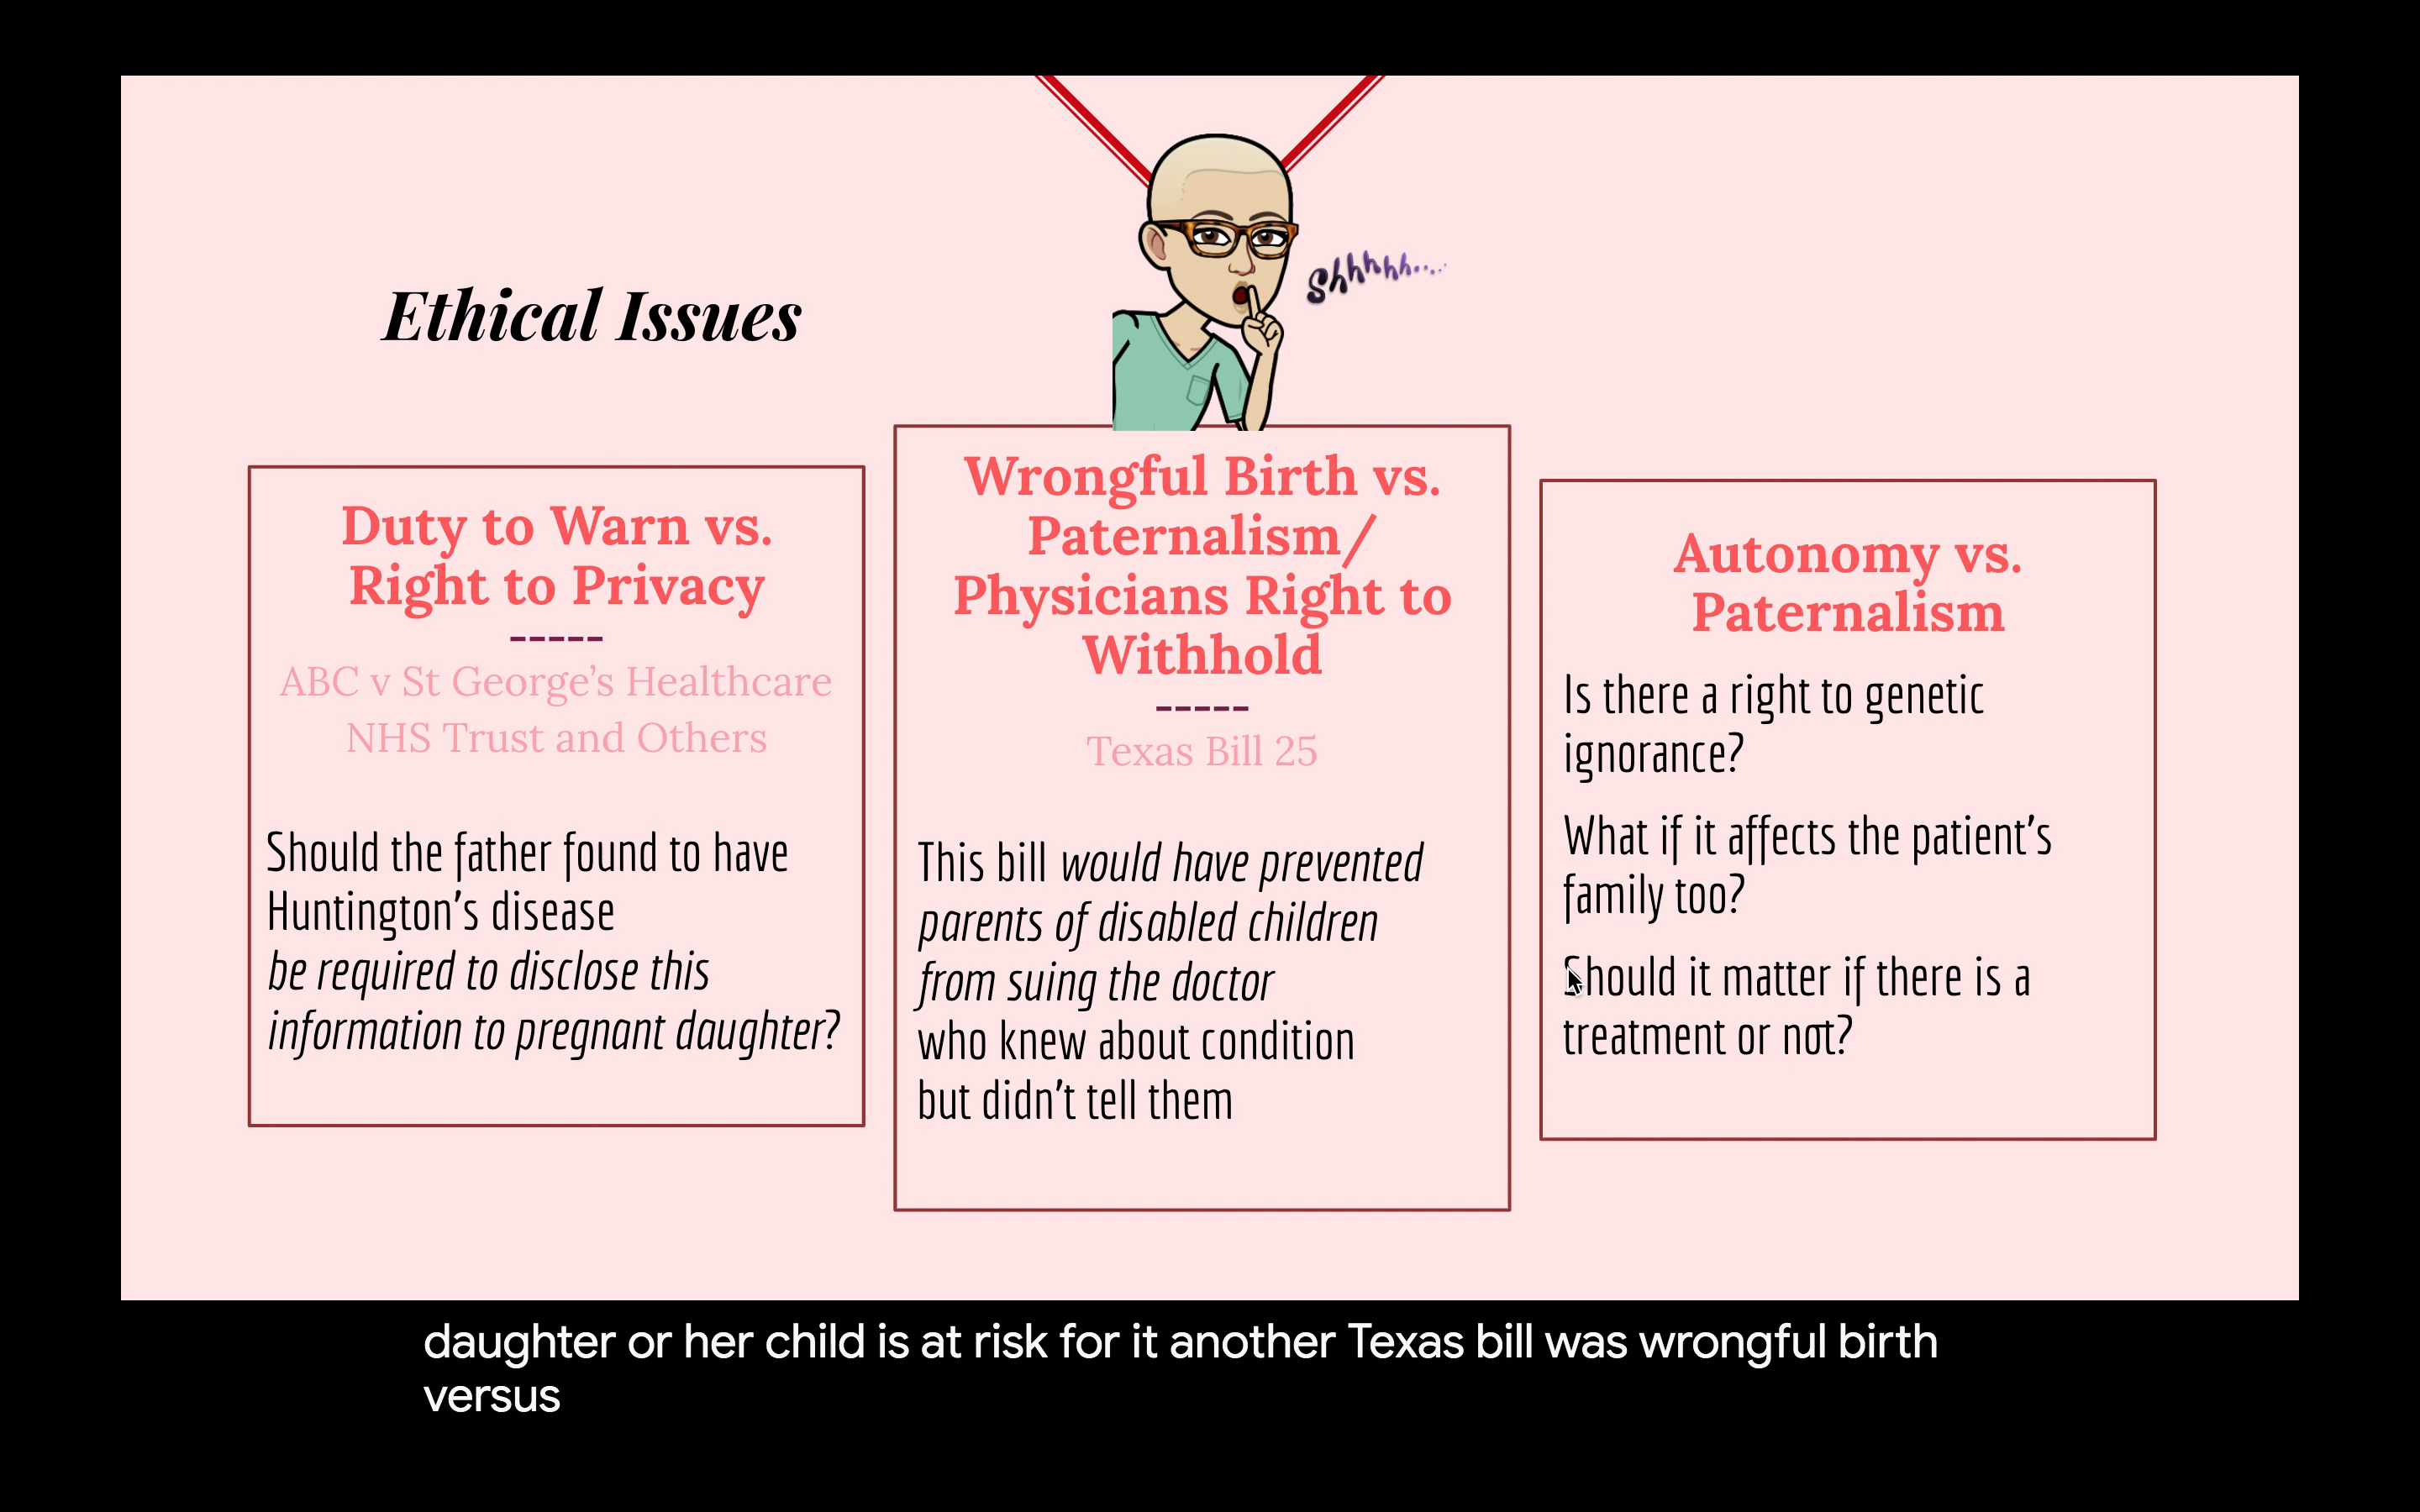 Shhhhh.....
Ethical Issues
Duty to Warn vs.
Right to Privacy
-----
ABC v St George’s Healthcare
NHS Trust and Others
Should the father found to have
Huntington’s disease
be required to disclose this
information to pregnant daughter?
Wrongful Birth vs.
Paternalism/
Physicians Right to
Withhold
-----
Texas Bill 25
This bill would have prevented
parents of disabled children
from suing the doctor
who knew about condition
but didn’t tell them
Autonomy vs.
Paternalism
Is there a right to genetic
ignorance?
What if it affects the patient’s
family too?
Should it matter if there is a
treatment or not?
daughter or her child is at risk for it another Texas bill was wrongful birth
versus